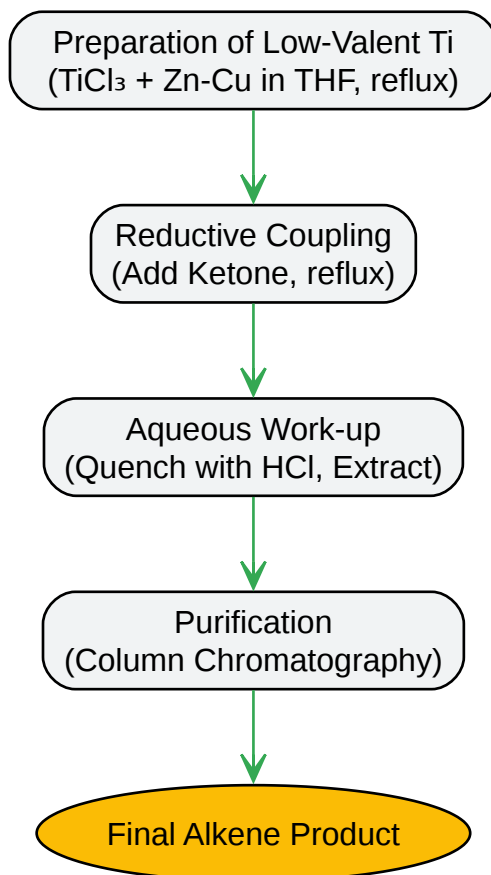 Preparation of Low-Valent Ti
(TiCl₃ + Zn-Cu in THF, reflux)
Reductive Coupling
(Add Ketone, reflux)
Aqueous Work-up
(Quench with HCl, Extract)
Purification
(Column Chromatography)
Final Alkene Product